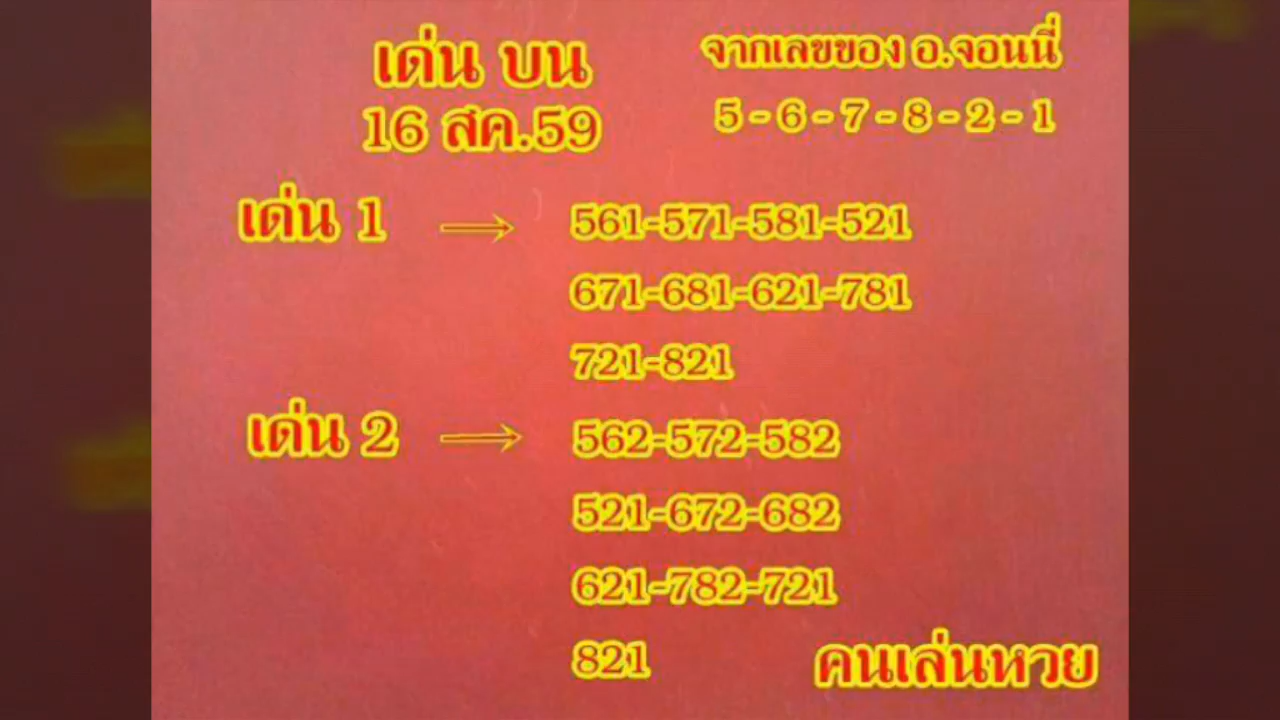 เด่น บน
16 สค.59
จากเลขของ อ.จอนนี่
5-6-7-8-2-1
เด่น 1 → 561-571-581-521
671-681-621-781
721-821
เด่น 2 → 562-572-582
521-672-682
621-782-721
821
คนเล่นหวย